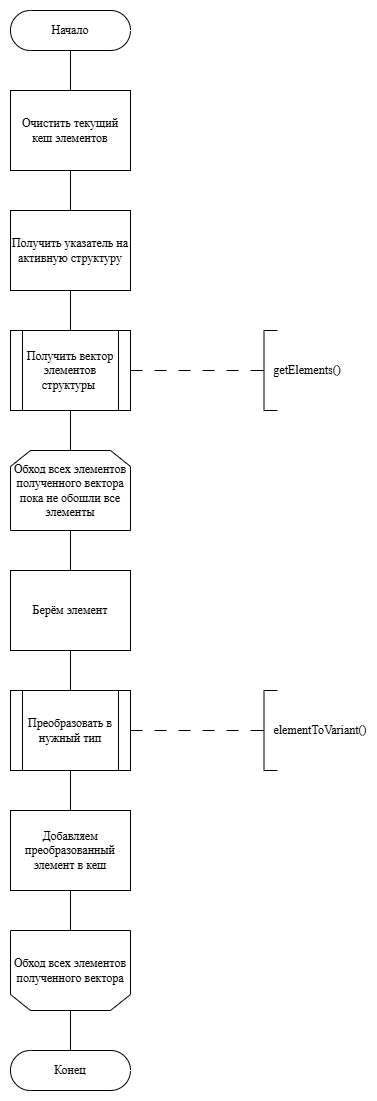 Начало
Очистить текущий
кеш элементов
Получить указатель на
активную структуру
Получить вектор
элементов
структуры
getElements()
Обход всех элементов
полученного вектора
пока не обошли все
элементы
Берём элемент
Преобразовать в
нужный тип
elementToVariant()
Добавляем
преобразованный
элемент в кеш
Обход всех элементов
полученного вектора
Конец